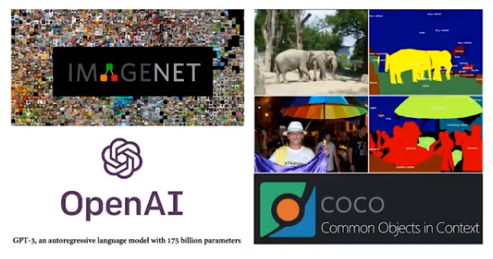 IMAGENET
OpenAI
GPT-3, an autoregressive language model with 175 billion parameters
COCO
Common Objects in Context